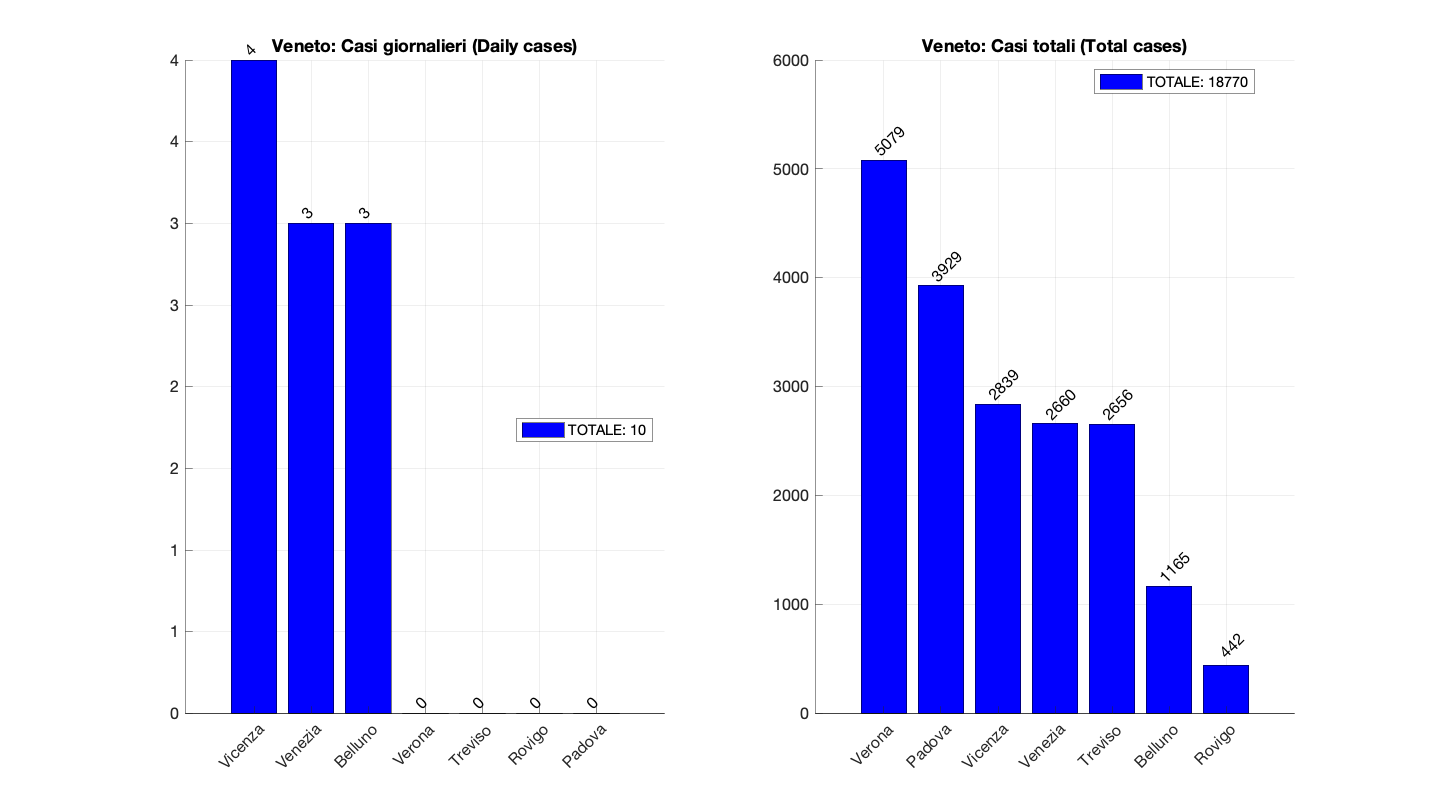 Veneto: Casi giornalieri (Daily cases)
4
4
4
3
3
2
2
1
1
0
4
3
3
0
0
0
0
TOTALE: 10
Vicenza
Venezia
Belluno
Verona
Treviso
Rovigo
Padova
Veneto: Casi totali (Total cases)
6000
5000
4000
3000
2000
1000
0
TOTALE: 18770
5079
3929
2839
2660
2656
1165
442
Verona
Padova
Vicenza
Venezia
Treviso
Belluno
Rovigo